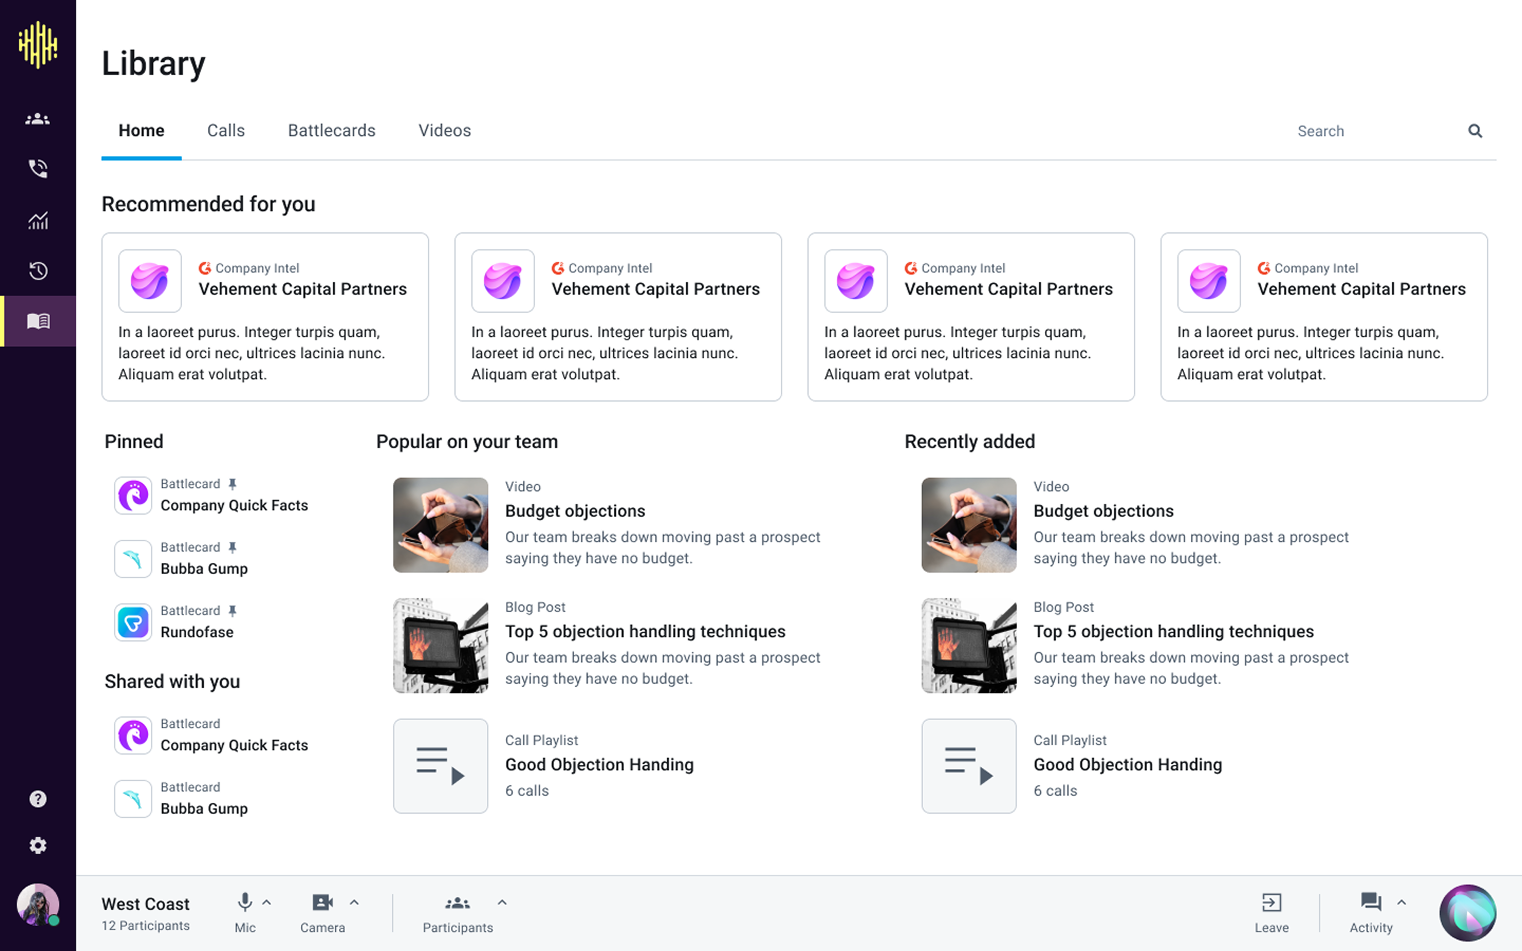 Library
Home
Calls
Battlecards
Videos
Search
Recommended for you
Company Intel
Vehement Capital Partners
In a laoreet purus. Integer turpis quam,
laoreet id orci nec, ultrices lacinia nunc.
Aliquam erat volutpat.
Company Intel
Vehement Capital Partners
In a laoreet purus. Integer turpis quam,
laoreet id orci nec, ultrices lacinia nunc.
Aliquam erat volutpat.
Company Intel
Vehement Capital Partners
In a laoreet purus. Integer turpis quam,
laoreet id orci nec, ultrices lacinia nunc.
Aliquam erat volutpat.
Company Intel
Vehement Capital Partners
In a laoreet purus. Integer turpis quam,
laoreet id orci nec, ultrices lacinia nunc.
Aliquam erat volutpat.
Pinned
Battlecard
Company Quick Facts
Battlecard
Bubba Gump
Battlecard
Rundofase
Shared with you
Battlecard
Company Quick Facts
Battlecard
Bubba Gump
Popular on your team
Video
Budget objections
Our team breaks down moving past a prospect
saying they have no budget.
Blog Post
Top 5 objection handling techniques
Our team breaks down moving past a prospect
saying they have no budget.
Call Playlist
Good Objection Handing
6 calls
Recently added
Video
Budget objections
Our team breaks down moving past a prospect
saying they have no budget.
Blog Post
Top 5 objection handling techniques
Our team breaks down moving past a prospect
saying they have no budget.
Call Playlist
Good Objection Handing
6 calls
West Coast
12 Participants
Mic
Camera
Participants
Leave
Activity